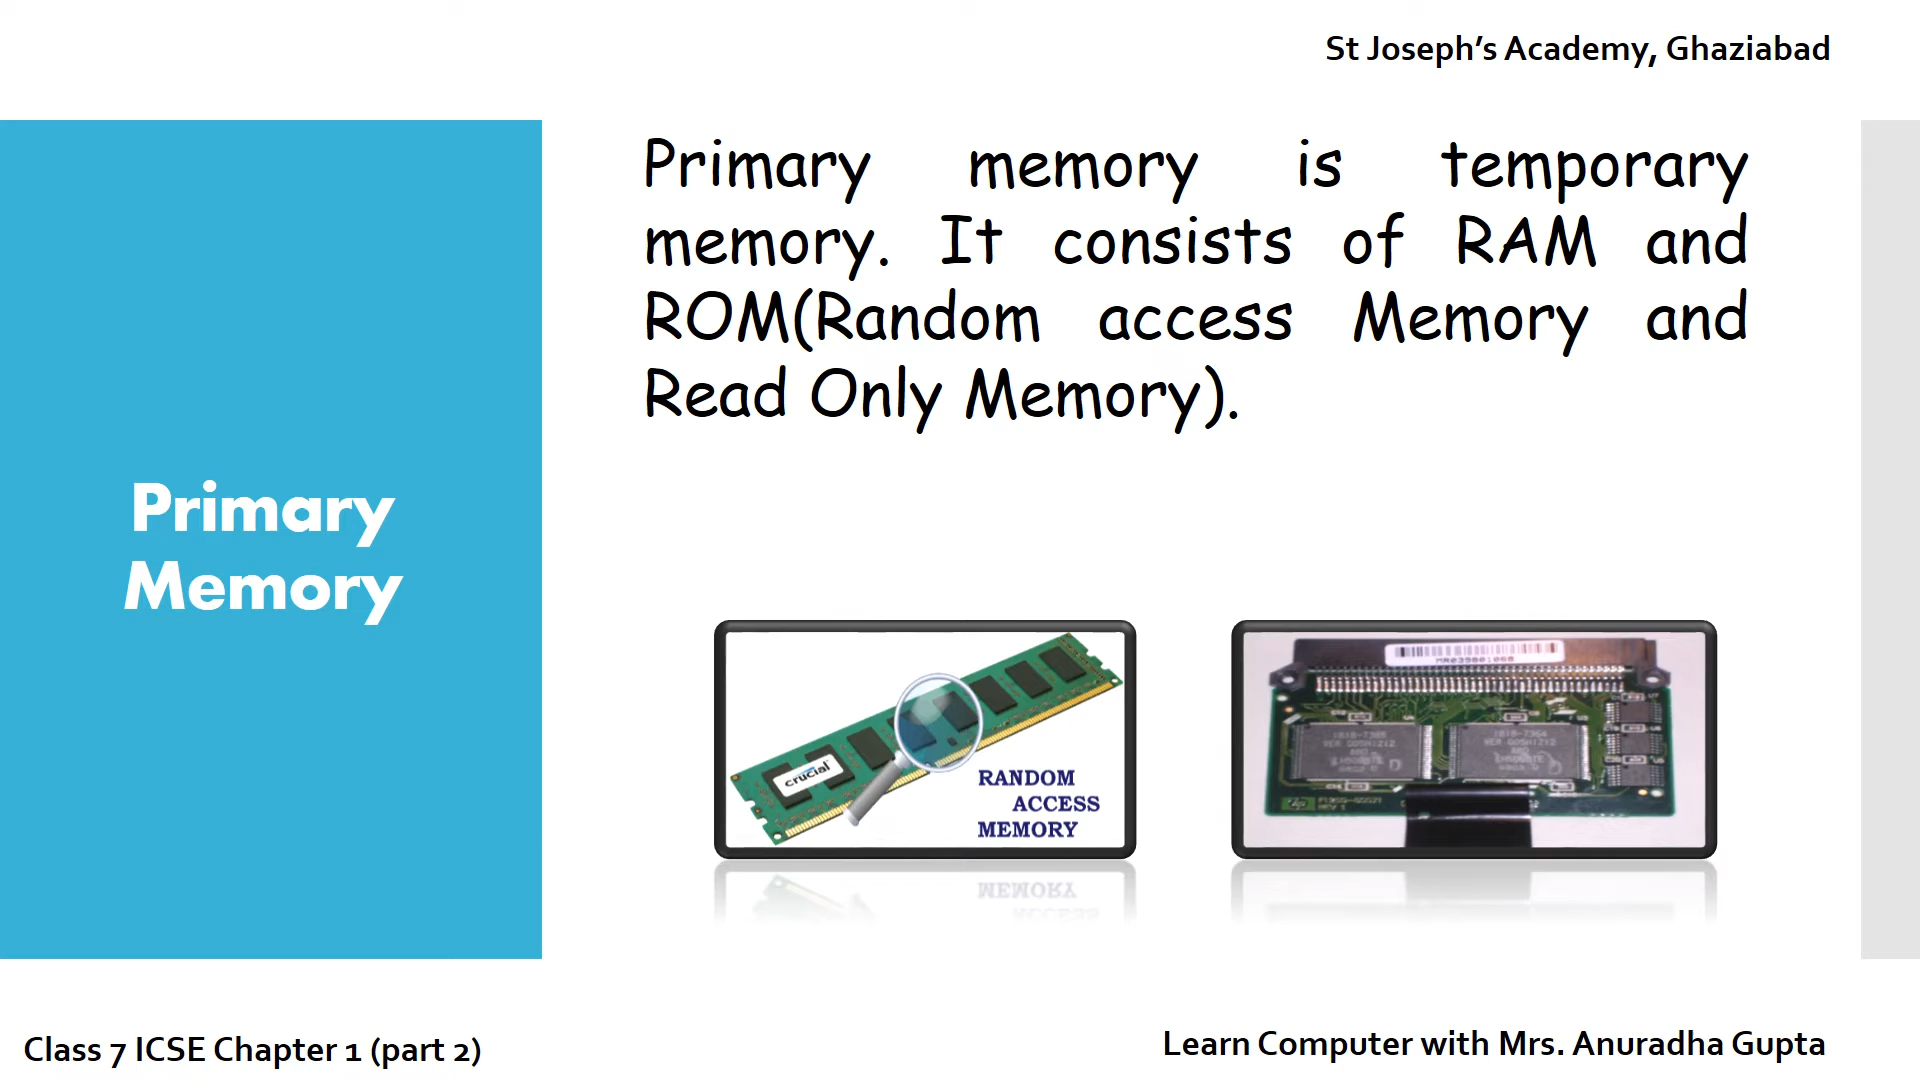 St Joseph's Academy, Ghaziabad
Primary memory is temporary
memory. It consists of RAM and
ROM(Random access Memory and
Read Only Memory).
Primary
Memory
crucial
RANDOM
ACCESS
MEMORY
Class 7 ICSE Chapter 1 (part 2)
Learn Computer with Mrs. Anuradha Gupta